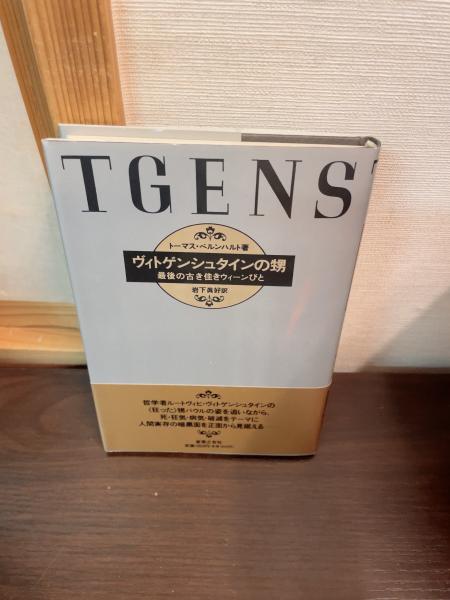 TGENS
トーマス・ベルンハルト著
ヴィトゲンシュタインの甥
最後の古き佳きウィーンびと
岩下眞好訳
哲学者ルートヴィヒ・ヴィトゲンシュタインの
〈狂った〉甥パウルの姿を追いながら、
死・狂気・病気・破滅をテーマに
人間実存の暗黒面を正面から見据える
音楽之友社